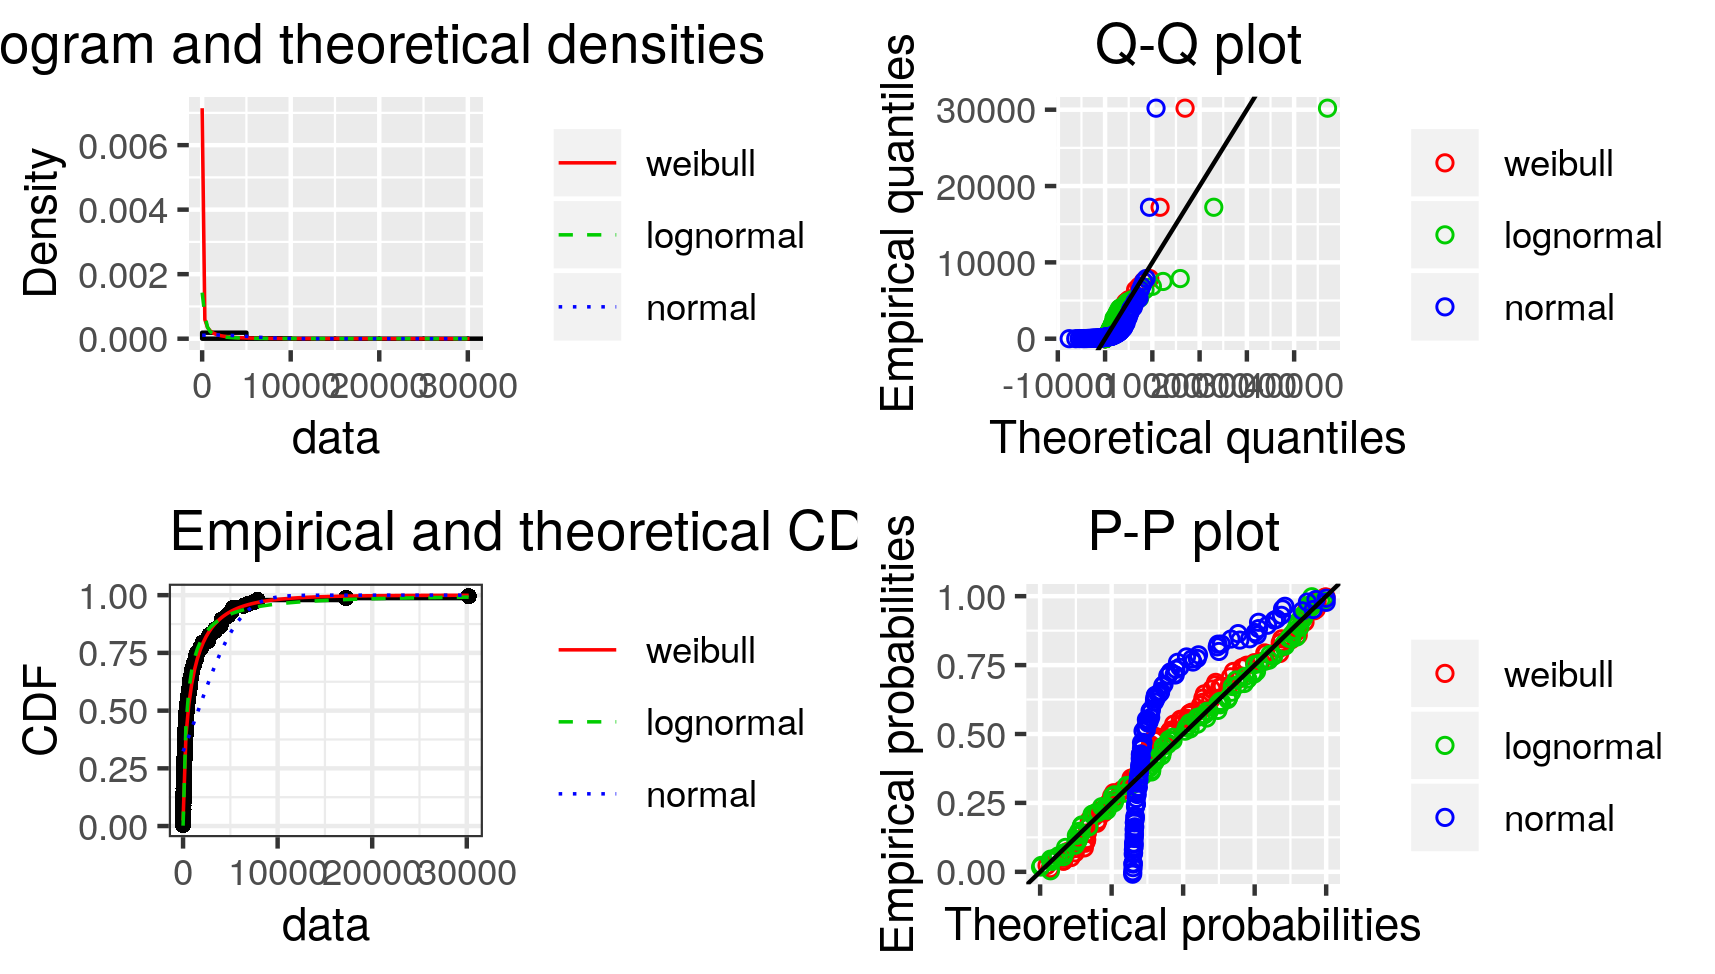 ogram and theoretical densities
Density
0.006
0.004
0.002
0.000
0
10000
20000
30000
data
weibull
lognormal
normal
Q-Q plot
Empirical quantiles
30000
20000
10000
0
-10000
0
10000
20000
30000
40000
Theoretical quantiles
weibull
lognormal
normal
Empirical and theoretical CD
CDF
1.00
0.75
0.50
0.25
0.00
0
10000
20000
30000
data
weibull
lognormal
normal
P-P plot
Empirical probabilities
1.00
0.75
0.50
0.25
0.00
Theoretical probabilities
weibull
lognormal
normal